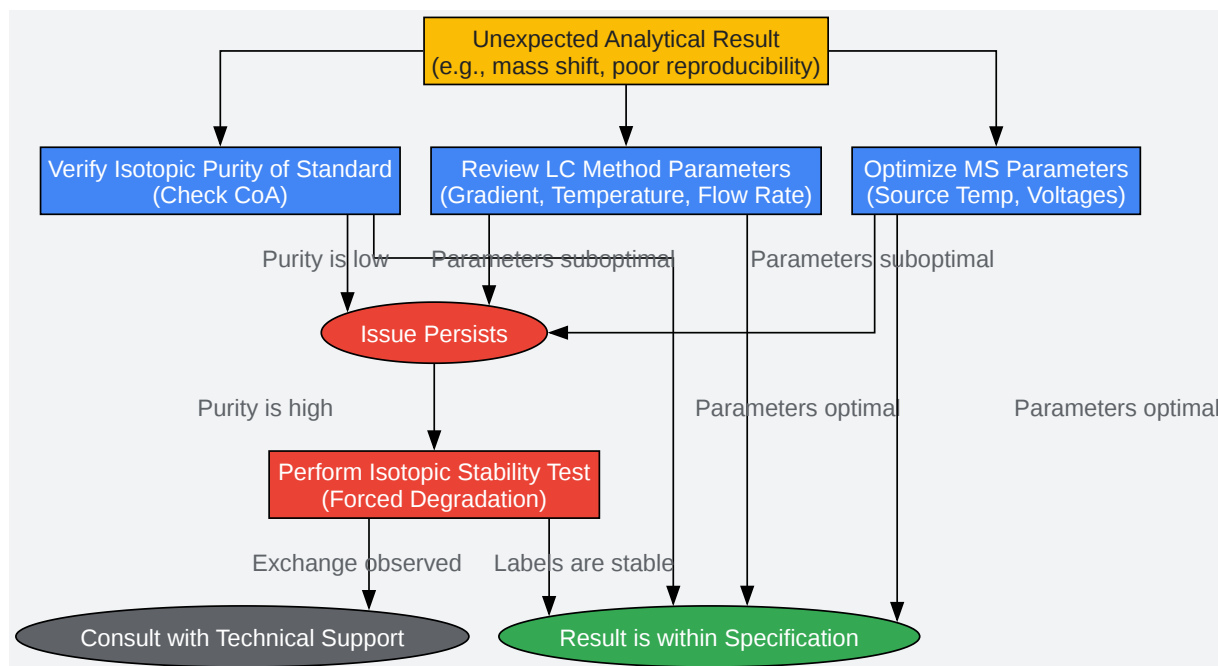 Unexpected Analytical Result
(e.g., mass shift, poor reproducibility)
Verify Isotopic Purity of Standard
(Check CoA)
Review LC Method Parameters
(Gradient, Temperature, Flow Rate)
Optimize MS Parameters
(Source Temp, Voltages)
Purity is low
Parameters suboptimal
Parameters suboptimal
Issue Persists
Purity is high
Parameters optimal
Parameters optimal
Perform Isotopic Stability Test
(Forced Degradation)
Exchange observed
Labels are stable
Consult with Technical Support
Result is within Specification